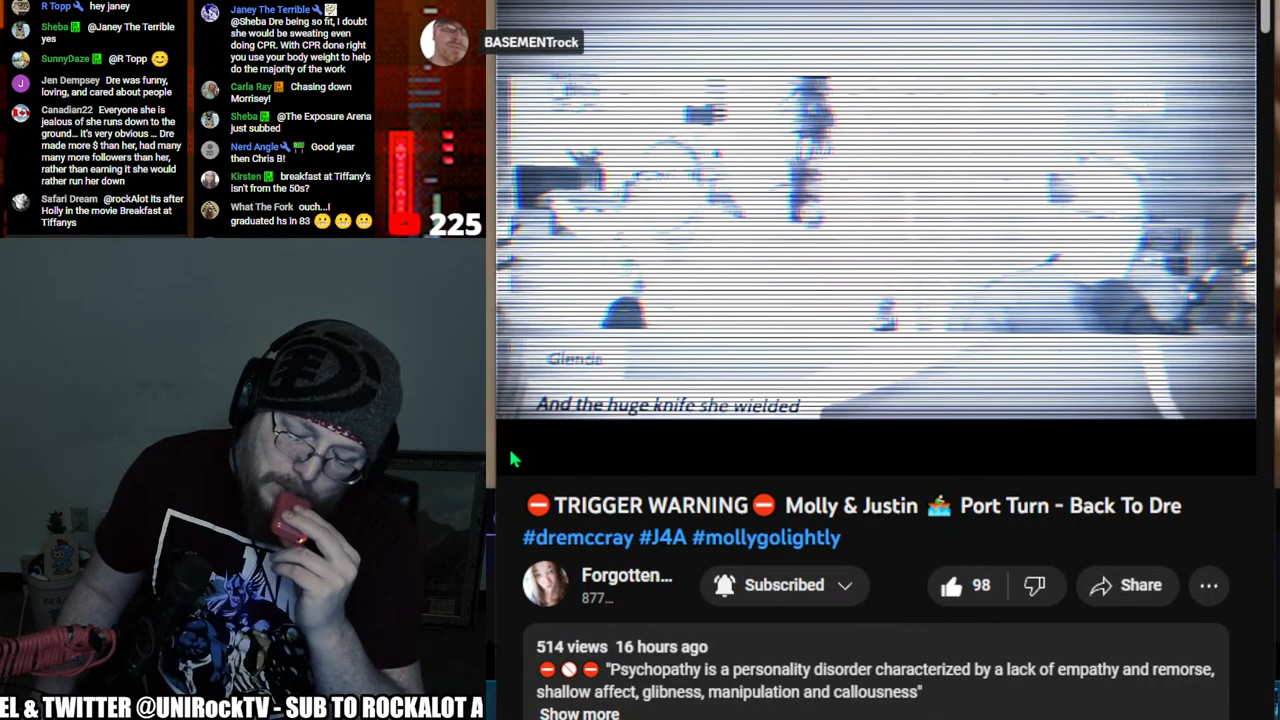 R Topp hey janey
Sheba @Janey The Terrible
yes
SunnyDaze @R Topp
Jen Dempsey Dre was funny,
loving, and cared about people
Canadian22 Everyone she is
jealous of she runs down to the
ground... it's very obvious ... Dre
made more $ than her, had many
many more followers than her,
rather than earning it she would
rather run her down
Safari Dream @rockAlot Its after
Holly in the movie Breakfast at
Tiffanys
Janey The Terrible
@Sheba Dre being so fit, I doubt
she would be sweating even
doing CPR. With CPR done right
you use your body weight to help
do the majority of the work
Carla Ray Chasing down
Morrisey!
Sheba @The Exposure Arena
just subbed
Nerd Angle Good year
then Chris B!
Kirsten breakfast at Tiffany's
isn't from the 50s?
What The Fork ouch...I
graduated hs in 83
BASEMENTrock
225
Glenda
And the huge knife she wielded
⛔TRIGGER WARNING⛔ Molly & Justin 🚣 Port Turn - Back To Dre
#dremccray #J4A #mollygolightly
Forgotten...
877...
Subscribed
98
Share
514 views 16 hours ago
⛔🚫⛔ "Psychopathy is a personality disorder characterized by a lack of empathy and remorse,
shallow affect, glibness, manipulation and callousness"
Show more
EL & TWITTER @UNIRockTV - SUB TO ROCKALOT A